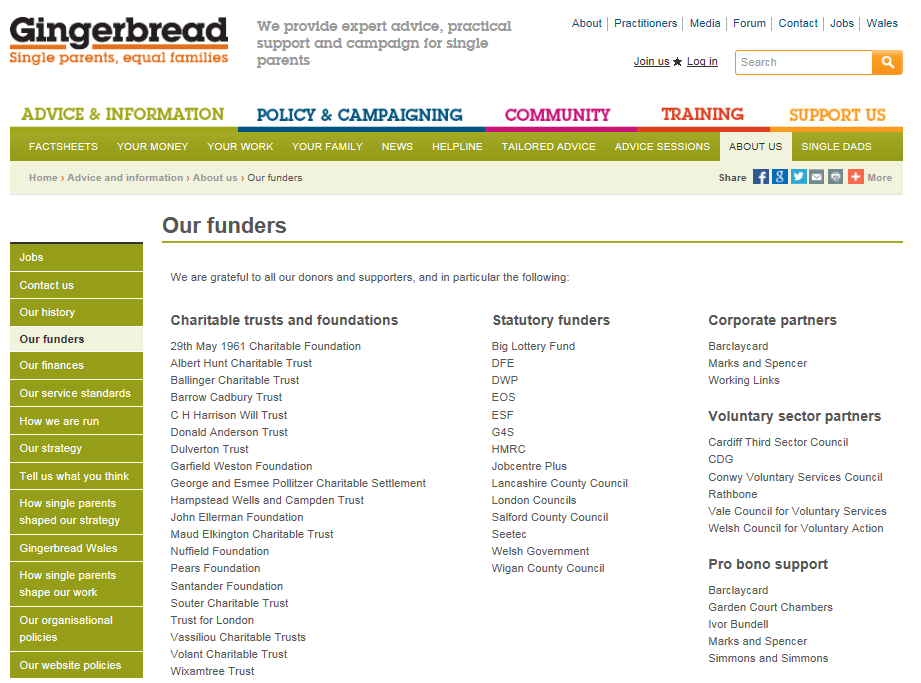 Gingerbread
Single parents, equal families
We provide expert advice, practical
support and campaign for single
parents
About Practitioners Media Forum Contact Jobs Wales
Join us ★ Log in
Search
ADVICE & INFORMATION POLICY & CAMPAIGNING COMMUNITY TRAINING SUPPORT US
FACTSHEETS YOUR MONEY YOUR WORK YOUR FAMILY NEWS HELPLINE TAILORED ADVICE ADVICE SESSIONS ABOUT US SINGLE DADS
Home › Advice and information › About us › Our funders
Share More
Jobs
Contact us
Our history
Our funders
Our finances
Our service standards
How we are run
Our strategy
Tell us what you think
How single parents
shaped our strategy
Gingerbread Wales
How single parents
shape our work
Our organisational
policies
Our website policies
Our funders
We are grateful to all our donors and supporters, and in particular the following:
Charitable trusts and foundations
29th May 1961 Charitable Foundation
Albert Hunt Charitable Trust
Ballinger Charitable Trust
Barrow Cadbury Trust
C H Harrison Will Trust
Donald Anderson Trust
Dulverton Trust
Garfield Weston Foundation
George and Esmee Pollitzer Charitable Settlement
Hampstead Wells and Campden Trust
John Ellerman Foundation
Maud Elkington Charitable Trust
Nuffield Foundation
Pears Foundation
Santander Foundation
Souter Charitable Trust
Trust for London
Vassiliou Charitable Trusts
Volant Charitable Trust
Wixamtree Trust
Statutory funders
Big Lottery Fund
DFE
DWP
EOS
ESF
G4S
HMRC
Jobcentre Plus
Lancashire County Council
London Councils
Salford County Council
Seetec
Welsh Government
Wigan County Council
Corporate partners
Barclaycard
Marks and Spencer
Working Links
Voluntary sector partners
Cardiff Third Sector Council
CDG
Conwy Voluntary Services Council
Rathbone
Vale Council for Voluntary Services
Welsh Council for Voluntary Action
Pro bono support
Barclaycard
Garden Court Chambers
Ivor Bundell
Marks and Spencer
Simmons and Simmons